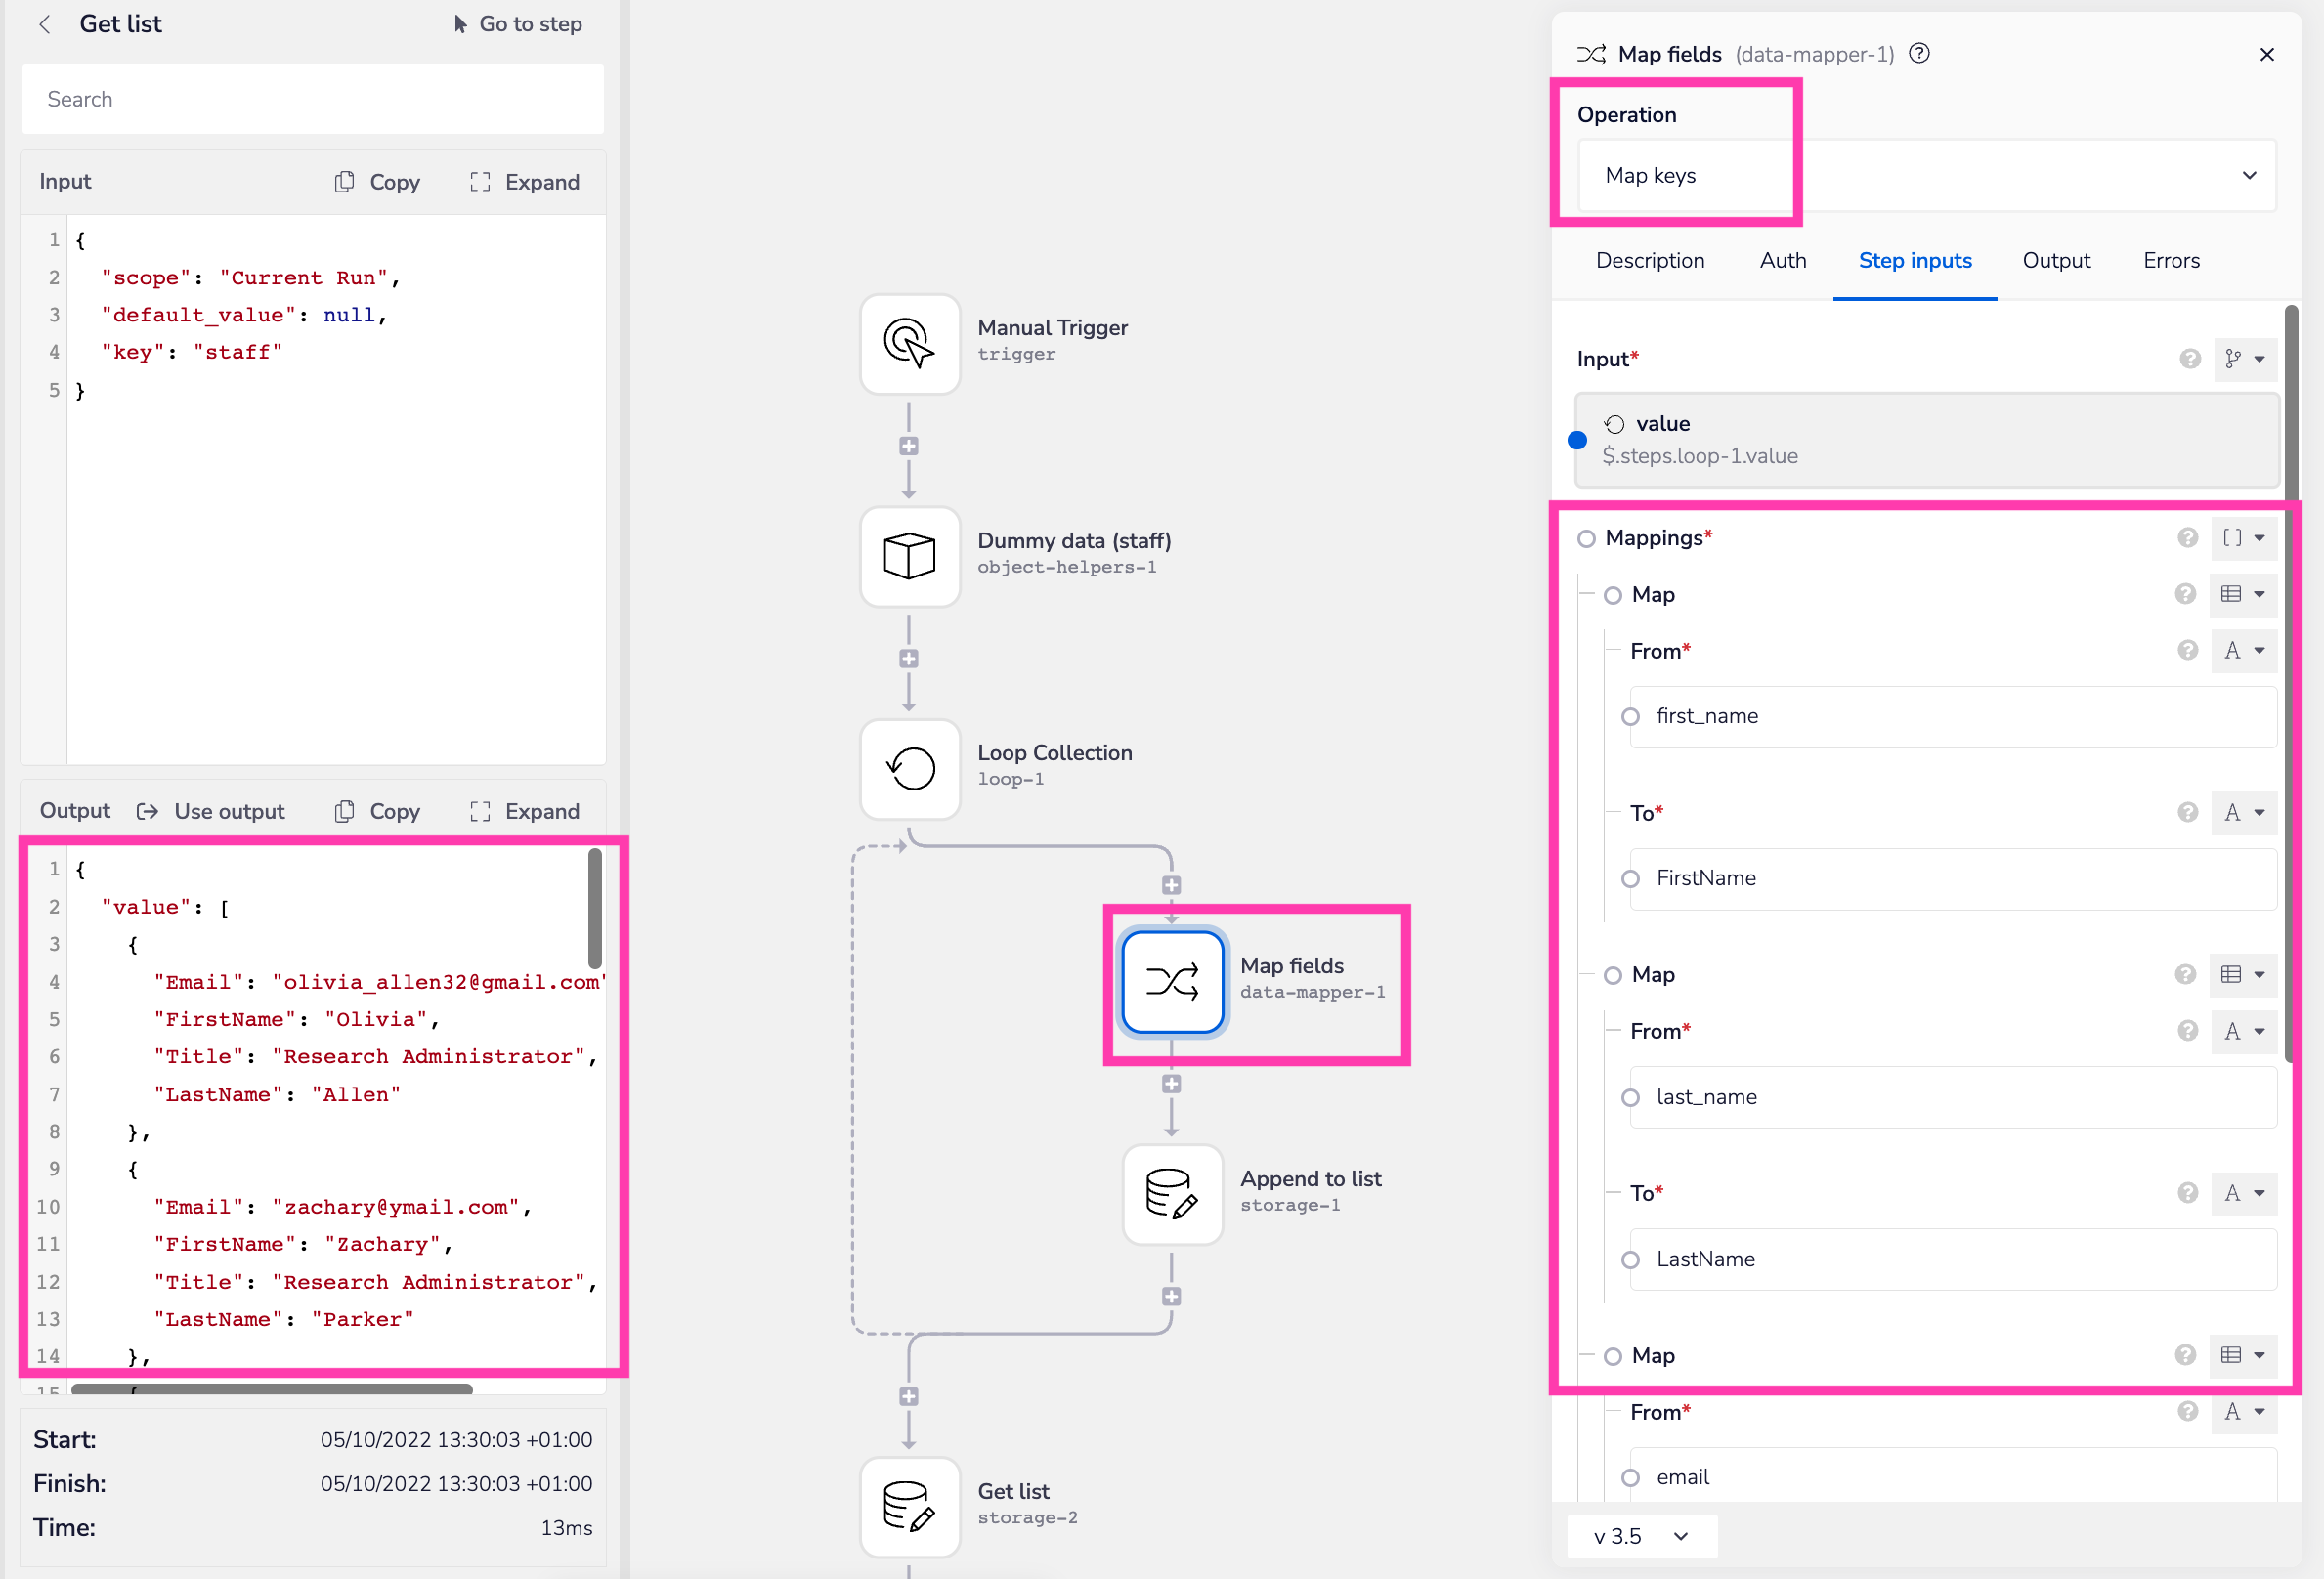 Get list
Go to step
Search
Input
Copy
Expand
1 {
2 "scope": "Current Run",
3 "default_value": null,
4 "key": "staff"
5 }
Output
Use output
Copy
Expand
1 {
2 "value": [
3 {
4 "Email": "olivia_allen32@gmail.com"
5 "FirstName": "Olivia",
6 "Title": "Research Administrator",
7 "LastName": "Allen"
8 },
9 {
10 "Email": "zachary@ymail.com",
11 "FirstName": "Zachary",
12 "Title": "Research Administrator",
13 "LastName": "Parker"
14 },
15 {
Start: 05/10/2022 13:30:03 +01:00
Finish: 05/10/2022 13:30:03 +01:00
Time: 13ms
Manual Trigger
trigger
Dummy data (staff)
object-helpers-1
Loop Collection
loop-1
Map fields
data-mapper-1
Append to list
storage-1
Get list
storage-2
Map fields (data-mapper-1)
Operation
Map keys
Description Auth Step inputs Output Errors
Input*
value
$.steps.loop-1.value
Mappings*
Map
From*
A
first_name
To*
A
FirstName
Map
From*
A
last_name
To*
A
LastName
Map
From*
A
email
v 3.5